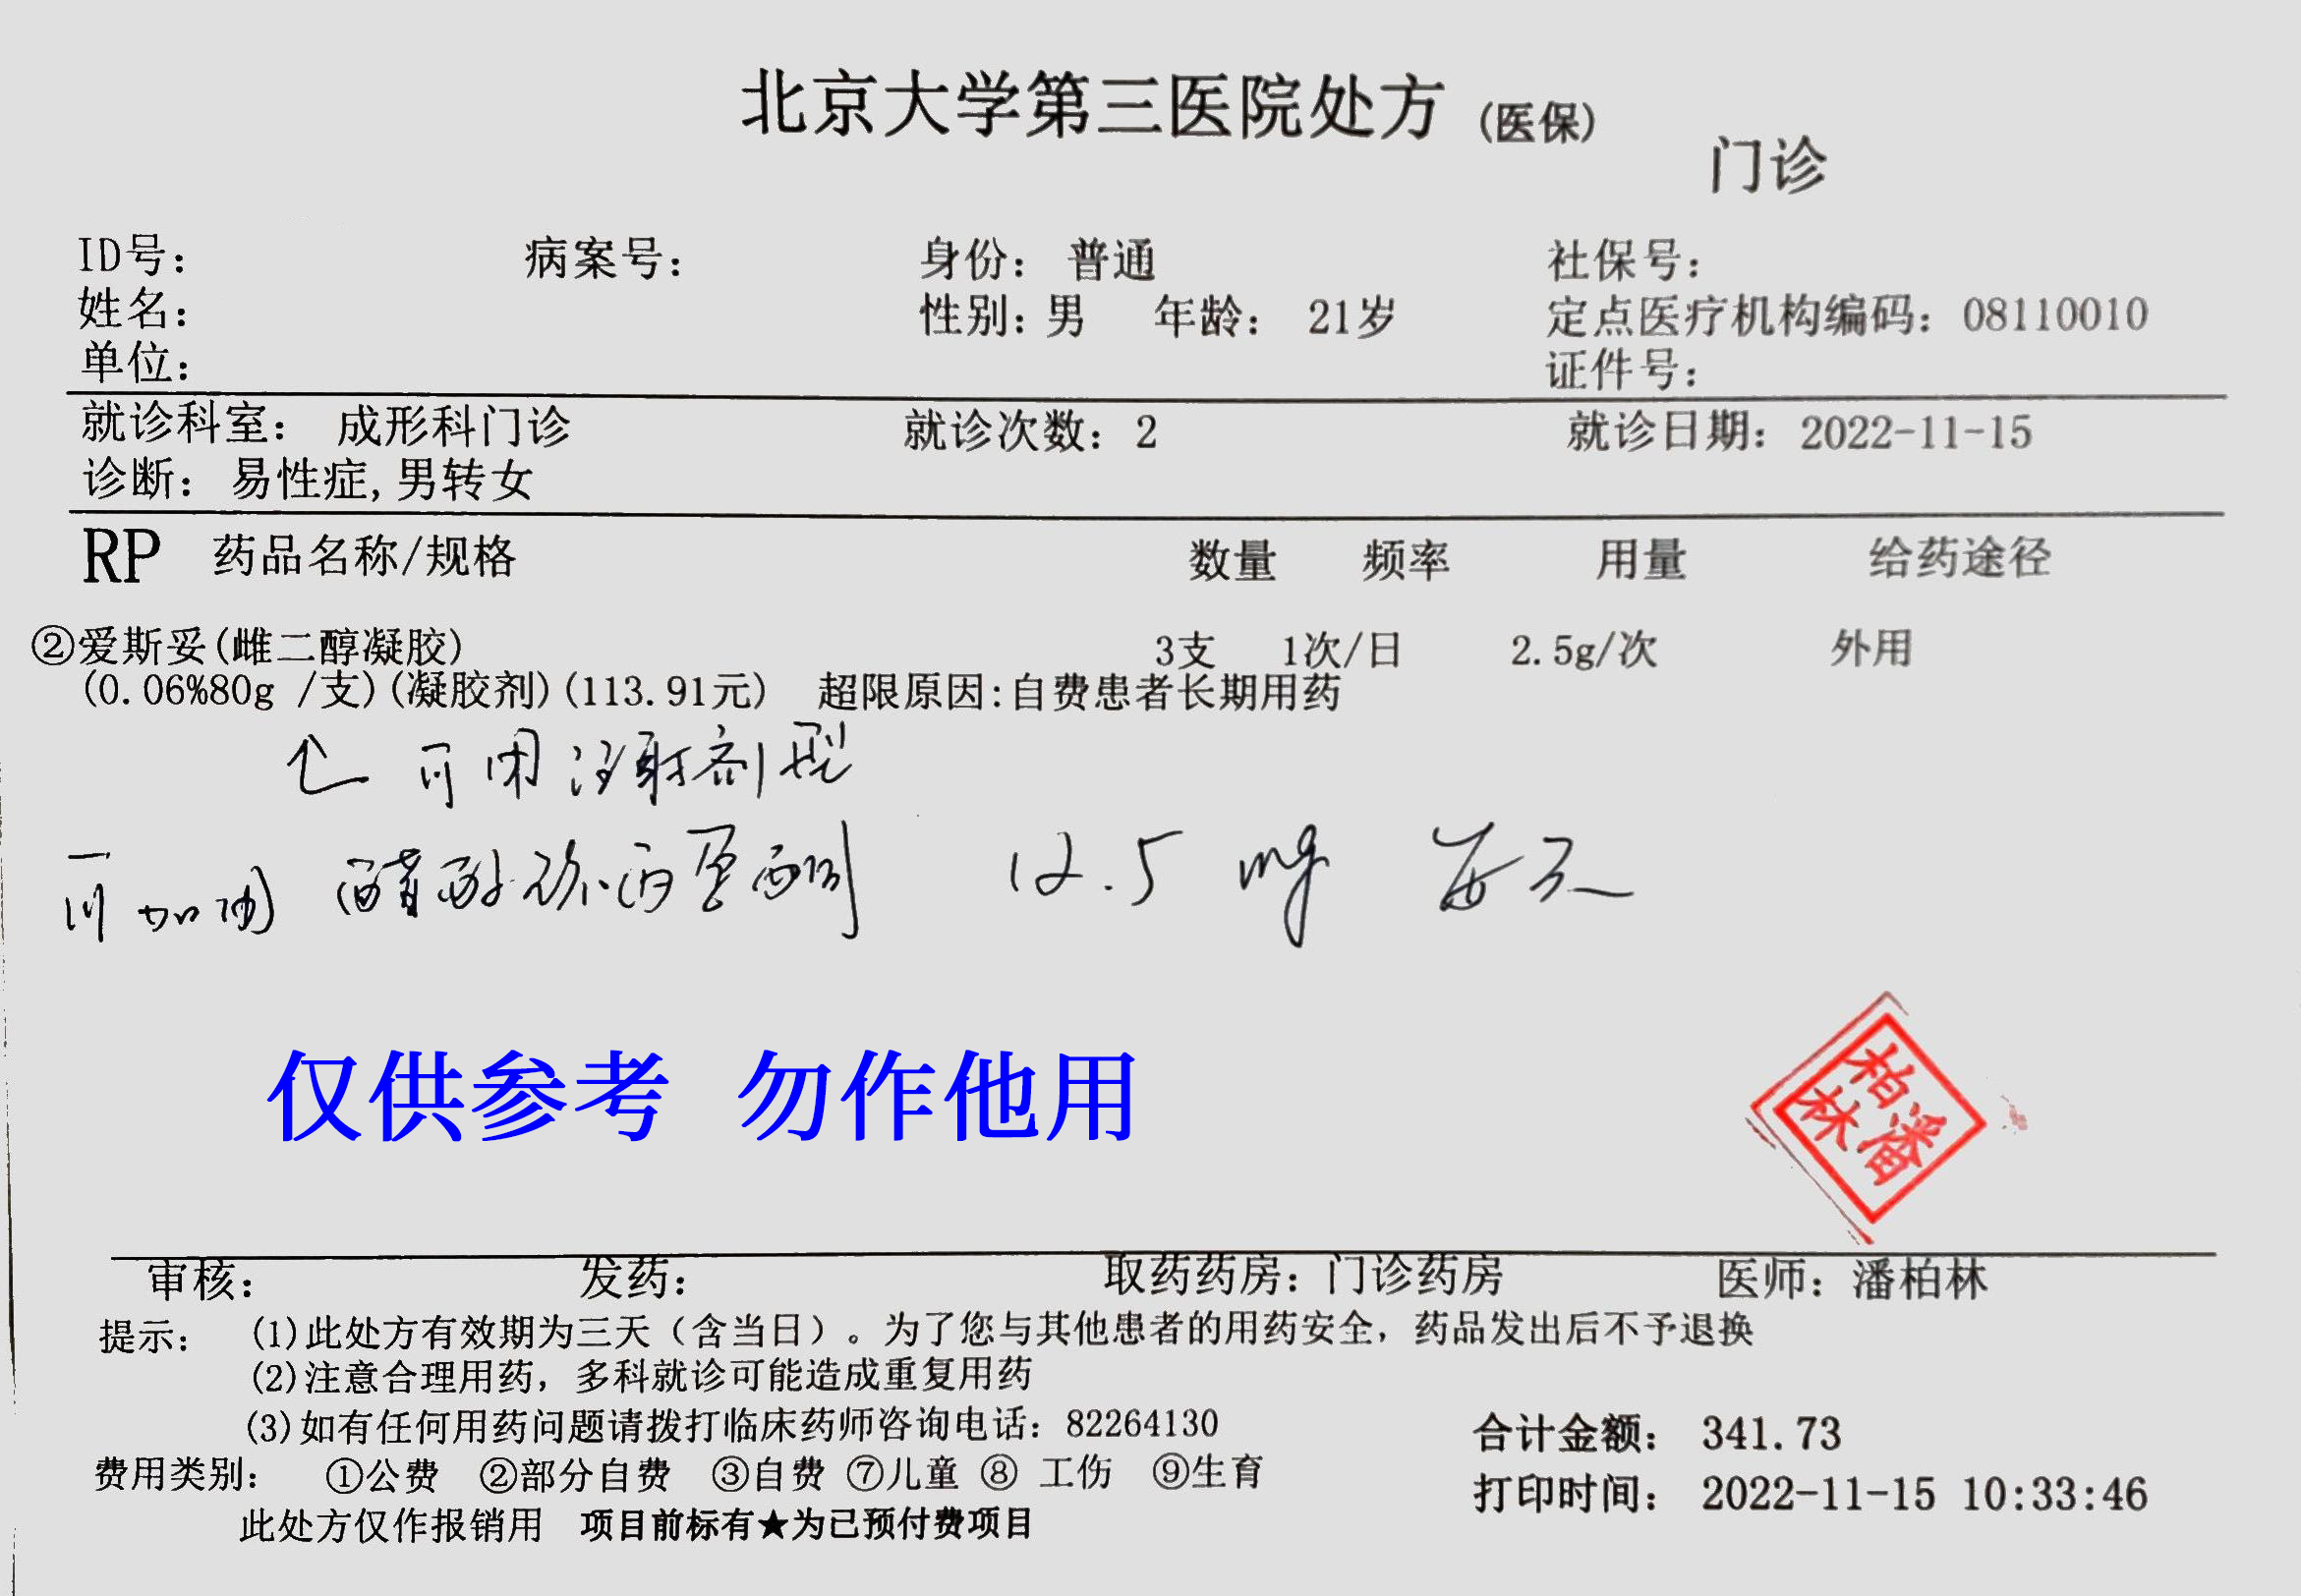 北京大学第三医院处方 (医保)
门诊
ID号: 病案号: 身份: 普通 社保号:
姓名: 性别: 男 年龄: 21岁 定点医疗机构编码: 08110010
单位: 证件号:
就诊科室: 成形科门诊 就诊次数: 2 就诊日期: 2022-11-15
诊断: 易性症, 男转女
RP 药品名称/规格 数量 频率 用量 给药途径
②爱斯妥(雌二醇凝胶) 3支 1次/日 2.5g/次 外用
(0.06%80g /支)(凝胶剂)(113.91元) 超限原因:自费患者长期用药
可用注射剂型
可加用 醋酸环丙孕酮 12.5 mg 每天
仅供参考 勿作他用
柏潘
林
审核: 发药: 取药药房: 门诊药房 医师: 潘柏林
提示: (1)此处方有效期为三天（含当日）。为了您与其他患者的用药安全，药品发出后不予退换
(2)注意合理用药，多科就诊可能造成重复用药
(3)如有任何用药问题请拨打临床药师咨询电话: 82264130
合计金额: 341.73
费用类别: ①公费 ②部分自费 ③自费 ⑦儿童 ⑧ 工伤 ⑨生育
打印时间: 2022-11-15 10:33:46
此处方仅作报销用 项目前标有★为已预付费项目